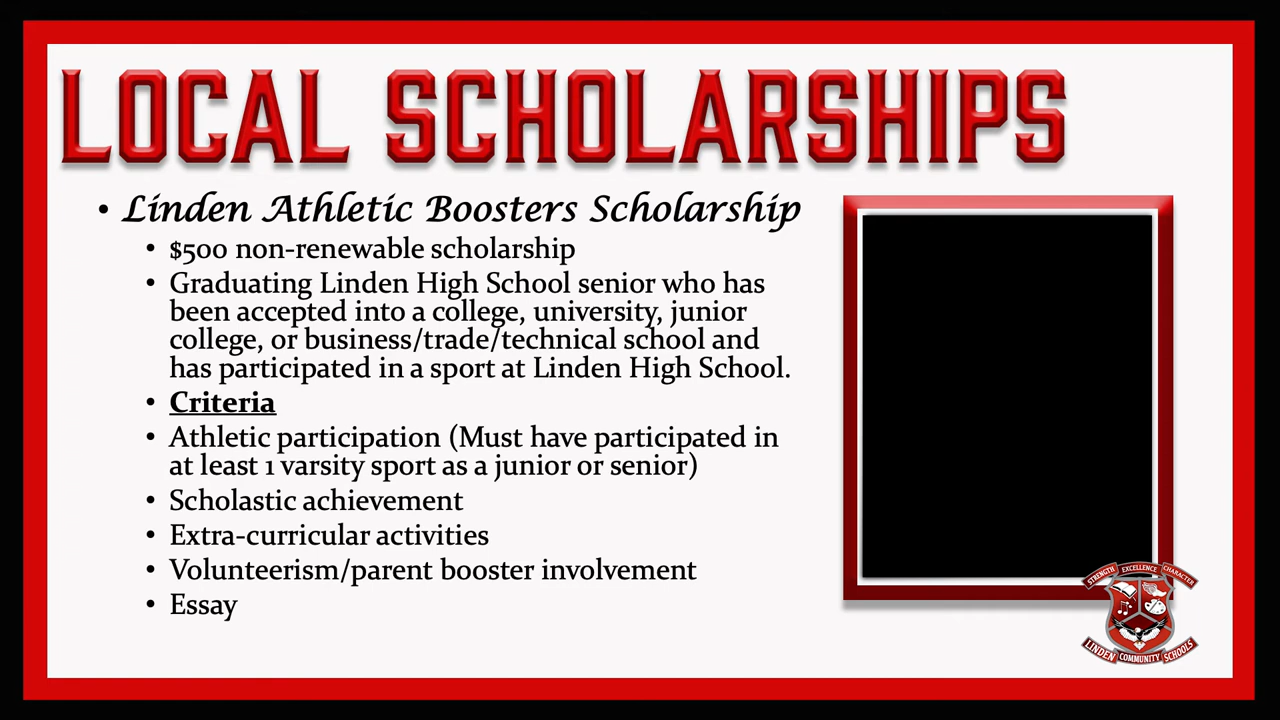 LOCAL SCHOLARSHIPS
• Linden Athletic Boosters Scholarship
• $500 non-renewable scholarship
• Graduating Linden High School senior who has
been accepted into a college, university, junior
college, or business/trade/technical school and
has participated in a sport at Linden High School.
• Criteria
• Athletic participation (Must have participated in
at least 1 varsity sport as a junior or senior)
• Scholastic achievement
• Extra-curricular activities
• Volunteerism/parent booster involvement
• Essay
STRENGTH EXCELLENCE CHARACTER
LINDEN COMMUNITY SCHOOLS